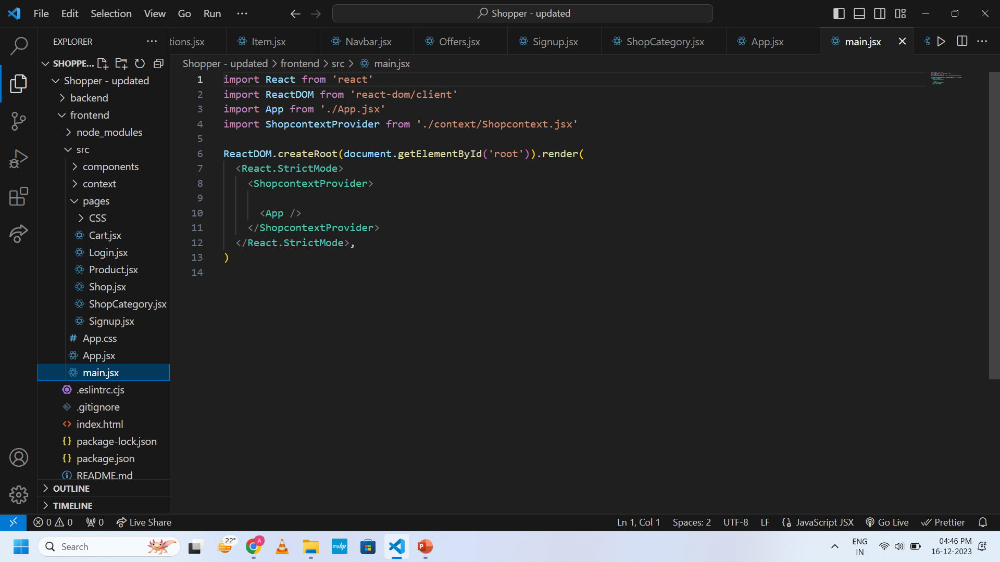 File Edit Selection View Go Run
Shopper - updated
EXPLORER
tions.jsx Item.jsx Navbar.jsx Offers.jsx Signup.jsx ShopCategory.jsx App.jsx main.jsx
SHOPPE...
Shopper - updated
backend
frontend
node_modules
src
components
context
pages
CSS
Cart.jsx
Login.jsx
Product.jsx
Shop.jsx
ShopCategory.jsx
Signup.jsx
# App.css
App.jsx
main.jsx
.eslintrc.cjs
.gitignore
<> index.html
{} package-lock.json
{} package.json
README.md
OUTLINE
TIMELINE
Shopper - updated > frontend > src > main.jsx
1 import React from 'react'
2 import ReactDOM from 'react-dom/client'
3 import App from './App.jsx'
4 import ShopcontextProvider from './context/Shopcontext.jsx'
5
6 ReactDOM.createRoot(document.getElementById('root')).render(
7 <React.StrictMode>
8 <ShopcontextProvider>
9
10 <App />
11 </ShopcontextProvider>
12 </React.StrictMode>,
13 )
14
0 0 0 Live Share
Ln 1, Col 1 Spaces: 2 UTF-8 LF JavaScript JSX Go Live Prettier
Search
22°
A
myhp
P
ENG
IN
04:46 PM
16-12-2023